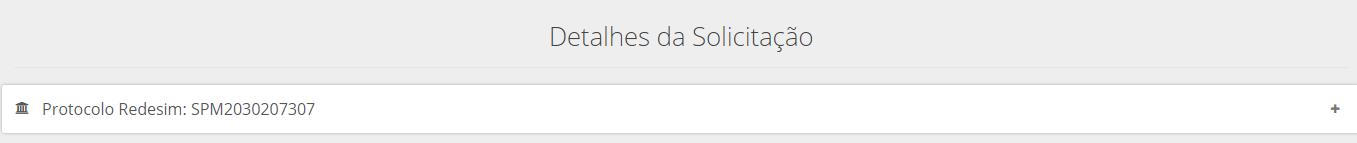 Detalhes da Solicitação
Protocolo Redesim: SPM2030207307